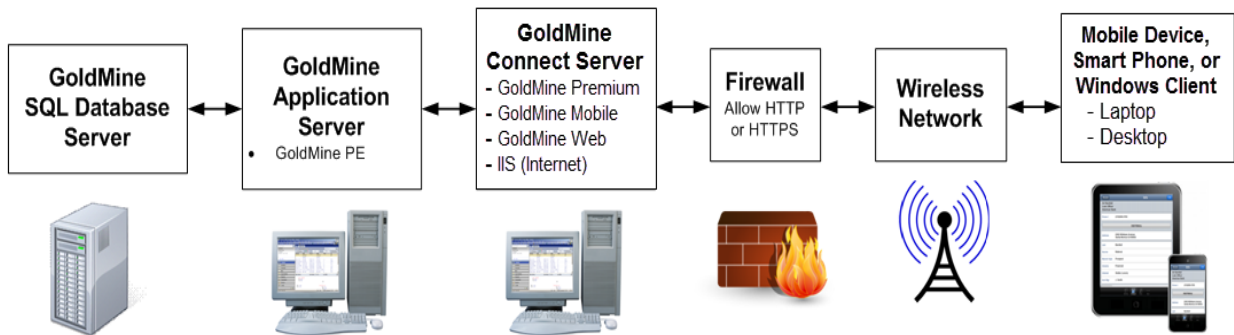 GoldMine
SQL Database
Server
GoldMine
Application
Server
• GoldMine PE
GoldMine
Connect Server
- GoldMine Premium
- GoldMine Mobile
- GoldMine Web
- IIS (Internet)
Firewall
Allow HTTP
or HTTPS
Wireless
Network
Mobile Device,
Smart Phone, or
Windows Client
- Laptop
- Desktop